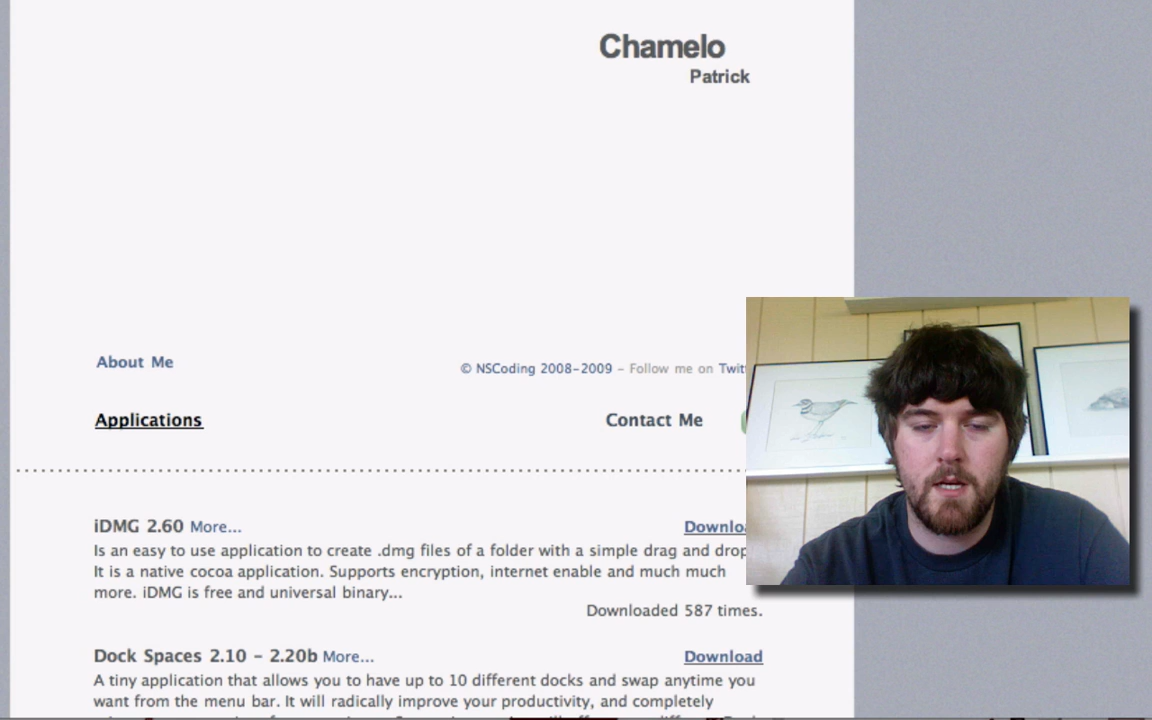 Chamelo
Patrick
About Me
© NSCoding 2008-2009 - Follow me on
Applications
Contact Me
iDMG 2.60 More...
Is an easy to use application to create .dmg files of a folder with a simple drag and drop
It is a native cocoa application. Supports encryption, internet enable and much much
more. iDMG is free and universal binary...
Downloaded 587 times.
Dock Spaces 2.10 - 2.20b More... Download
A tiny application that allows you to have up to 10 different docks and swap anytime you
want from the menu bar. It will radically improve your productivity, and completely